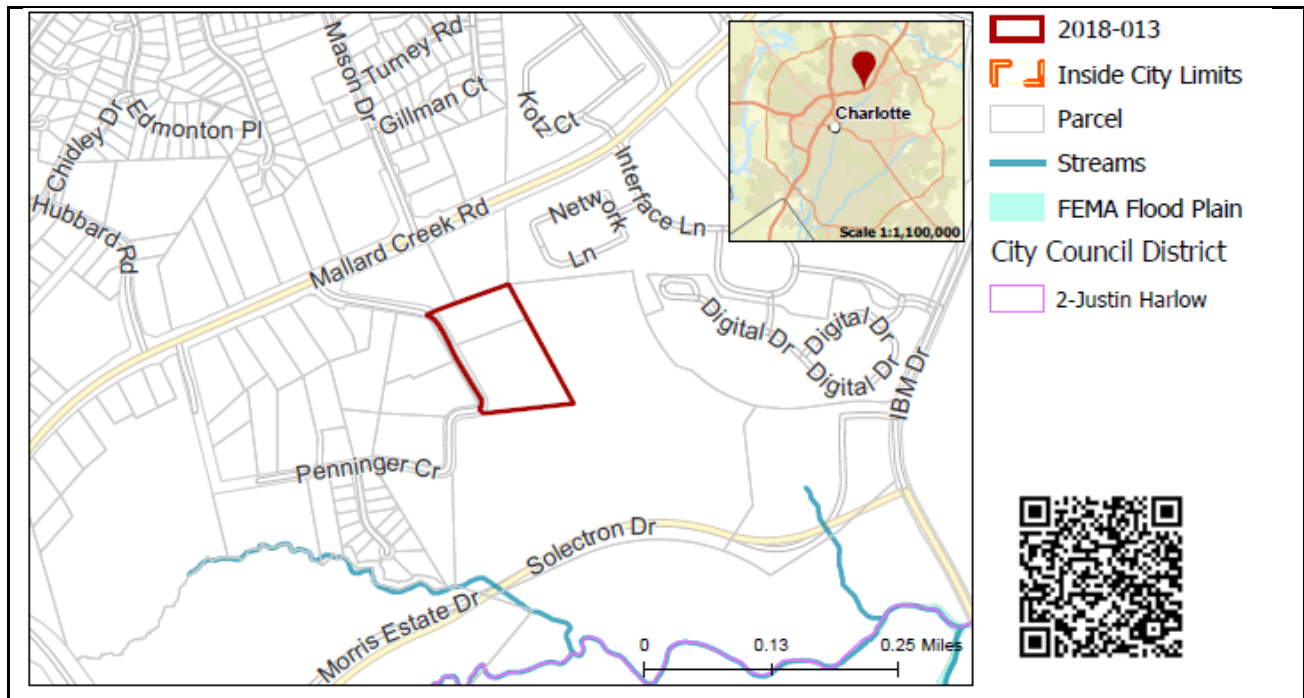 Mason Dr
Turney Rd
Gillman Ct
Kotz Ct
Edmonton Pl
Chidley Dr
Hubbard Rd
Mallard Creek Rd
Interface Ln
Network
Ln
Digital Dr
Digital Dr
Digital Dr
IBM Dr
Penninger Cr
Solectron Dr
Morris Estate Dr
0 0.13 0.25 Miles
Charlotte
Scale 1:1,100,000
2018-013
Inside City Limits
Parcel
Streams
FEMA Flood Plain
City Council District
2-Justin Harlow